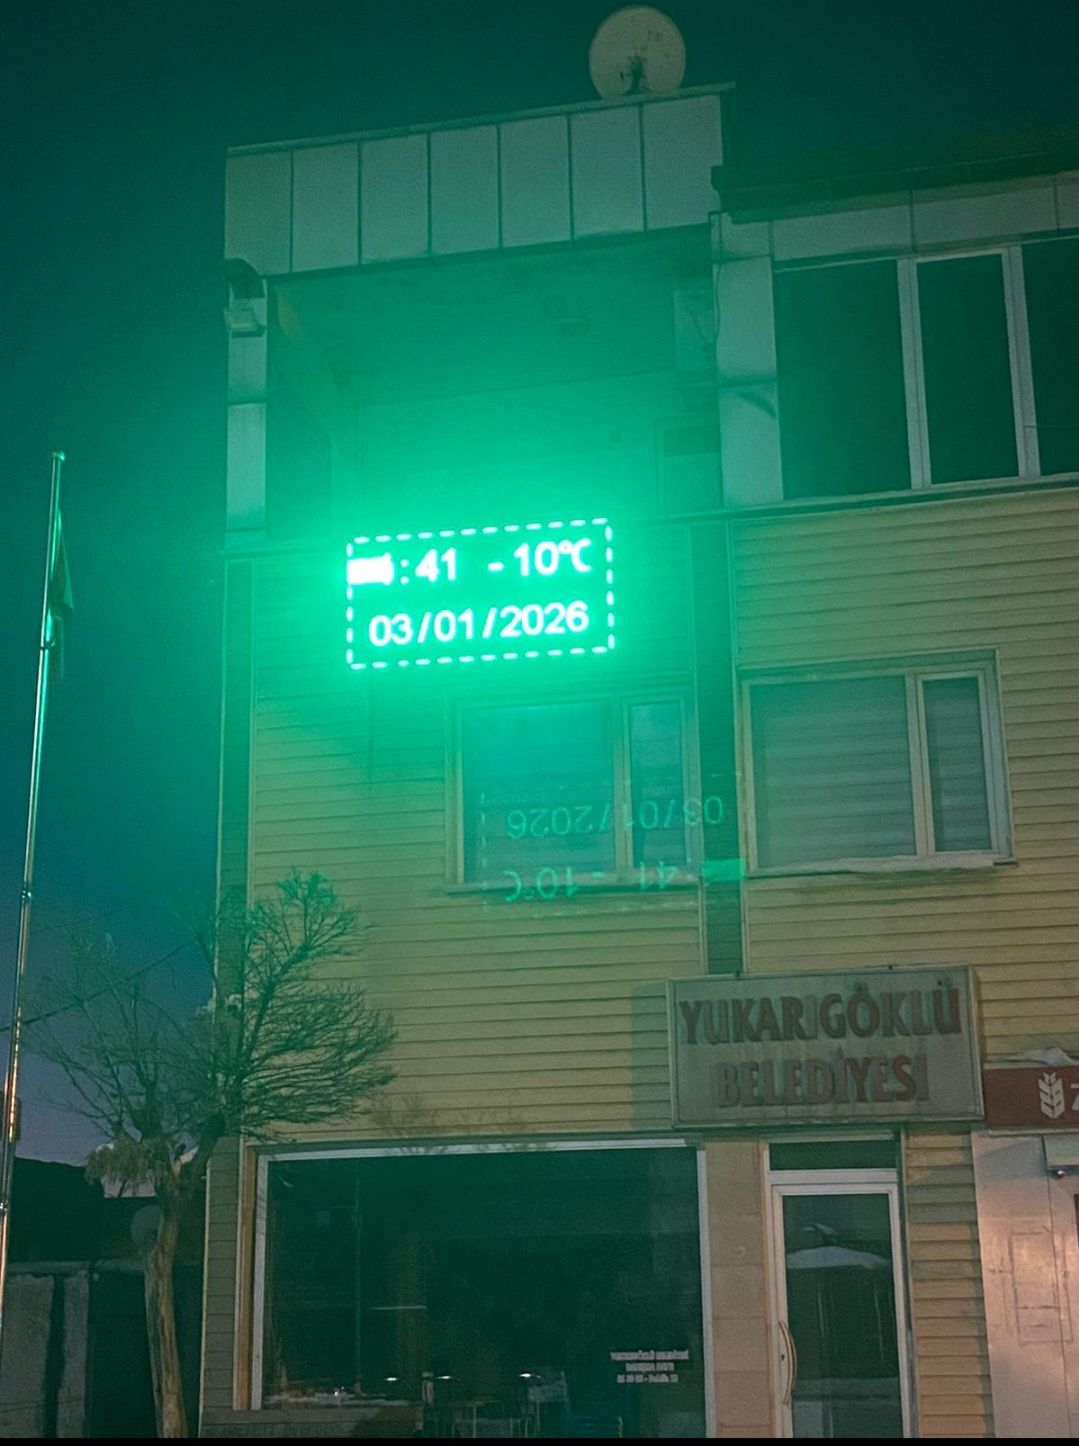 :41 -10°C
03/01/2026
YUKARIGÖKLÜ
BELEDİYESİ